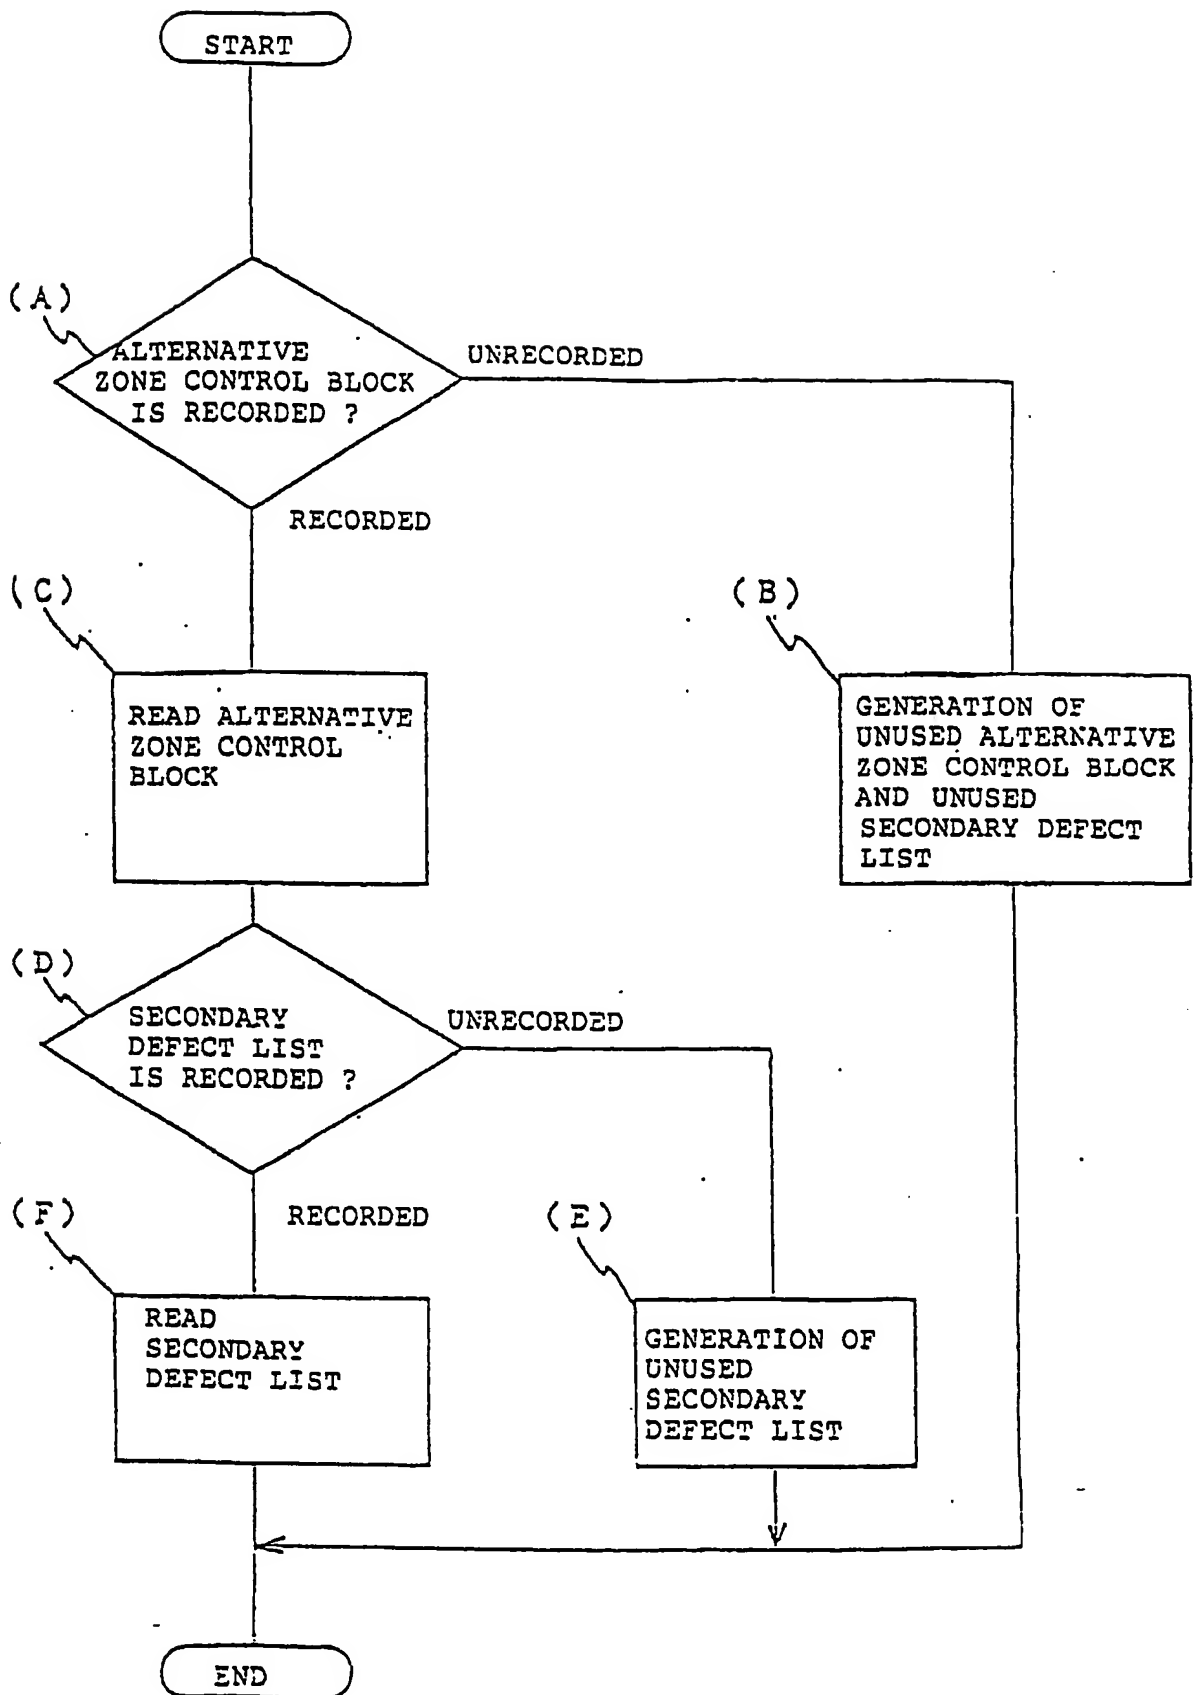 START
(A)
ALTERNATIVE
ZONE CONTROL BLOCK
IS RECORDED ?
UNRECORDED
RECORDED
(C)
READ ALTERNATIVE
ZONE CONTROL
BLOCK
(B)
GENERATION OF
UNUSED ALTERNATIVE
ZONE CONTROL BLOCK
AND UNUSED
SECONDARY DEFECT
LIST
(D)
SECONDARY
DEFECT LIST
IS RECORDED ?
UNRECORDED
RECORDED
(F)
READ
SECONDARY
DEFECT LIST
(E)
GENERATION OF
UNUSED
SECONDARY
DEFECT LIST
END